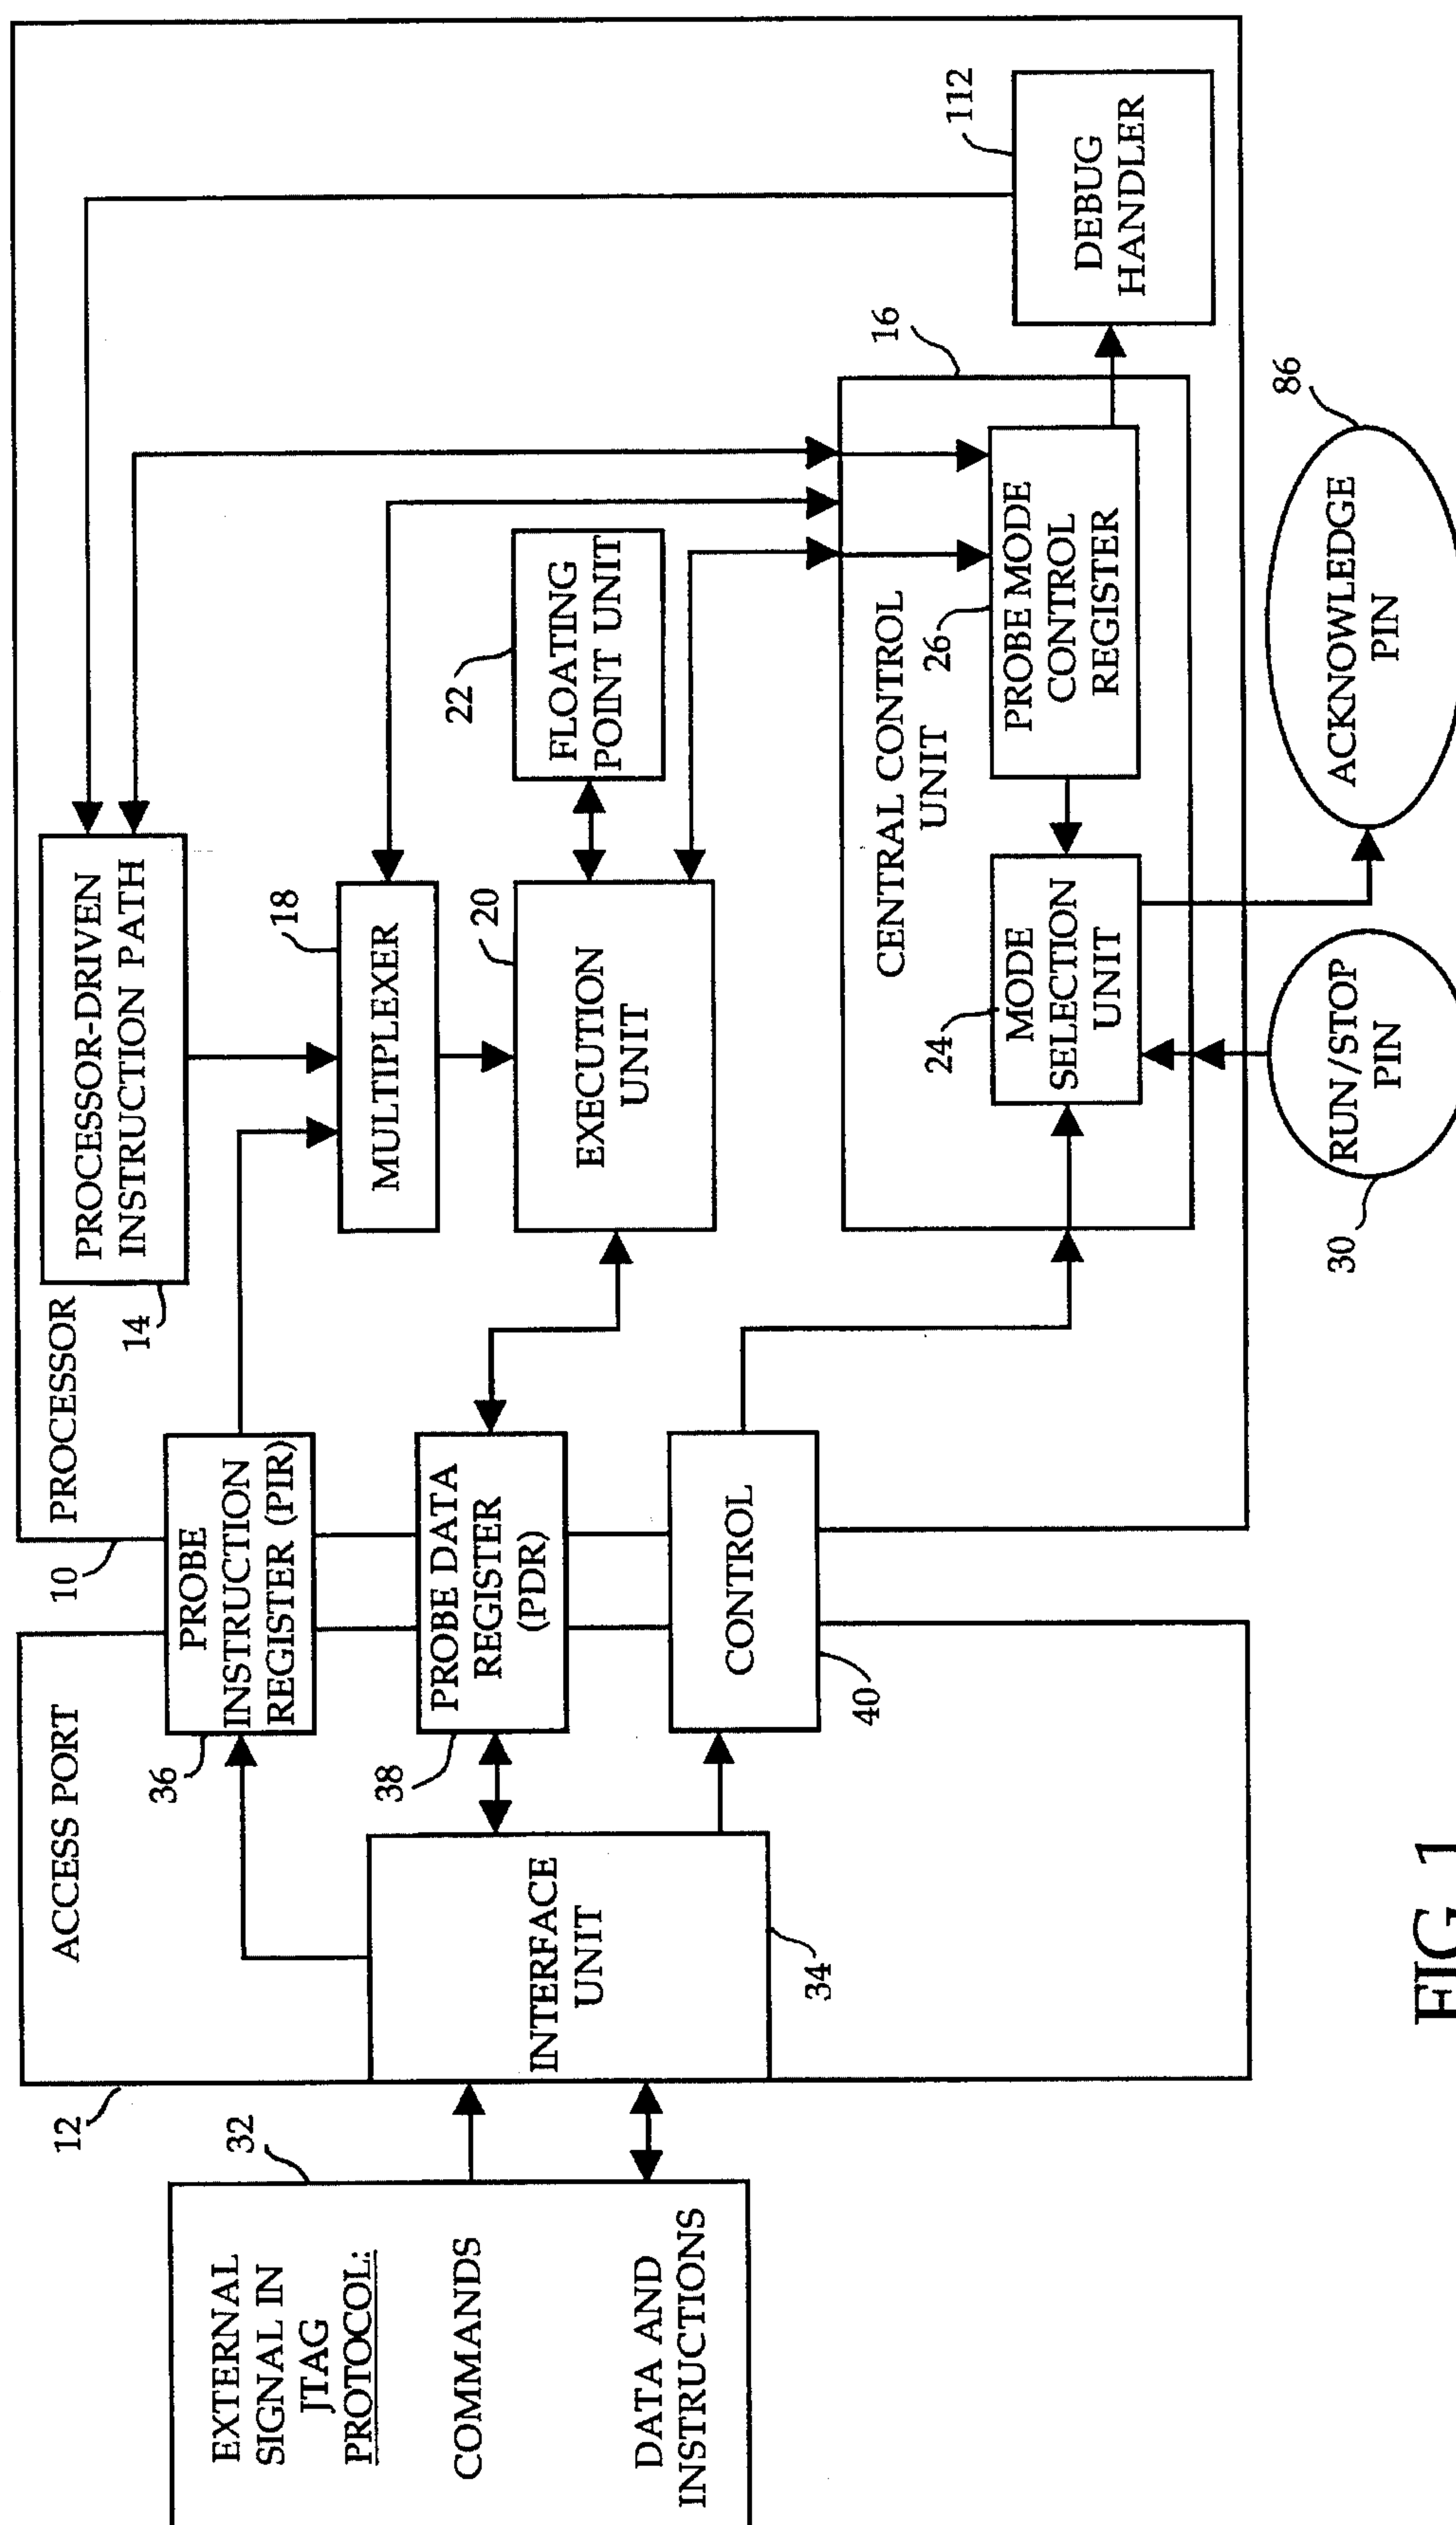 EXTERNAL
SIGNAL IN
JTAG
PROTOCOL:
COMMANDS
DATA AND
INSTRUCTIONS
32
12
ACCESS PORT
INTERFACE
UNIT
34
36
PROBE
INSTRUCTION
REGISTER (PIR)
38
PROBE DATA
REGISTER
(PDR)
CONTROL
40
10
PROCESSOR
14
PROCESSOR-DRIVEN
INSTRUCTION PATH
18
MULTIPLEXER
20
EXECUTION
UNIT
22
FLOATING
POINT UNIT
16
CENTRAL CONTROL
UNIT
24
MODE
SELECTION
UNIT
26
PROBE MODE
CONTROL
REGISTER
112
DEBUG
HANDLER
30
RUN/STOP
PIN
86
ACKNOWLEDGE
PIN
FIG 1